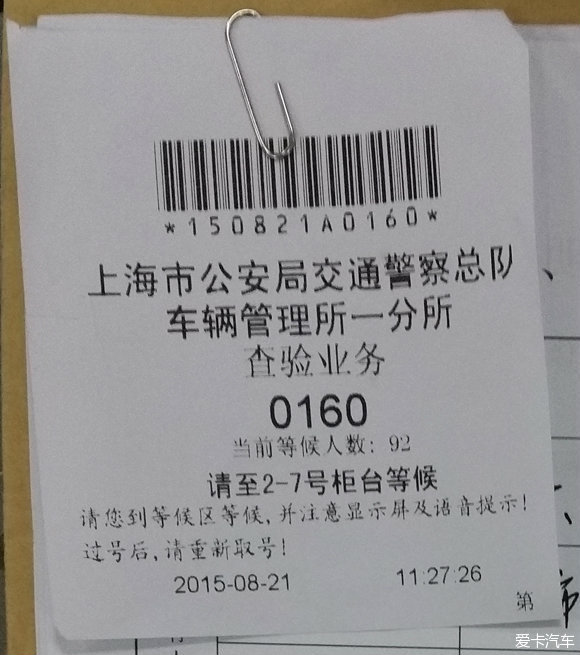 *150821A0160*
上海市公安局交通警察总队
车辆管理所一分所
查验业务
0160
当前等候人数: 92
请至2-7号柜台等候
请您到等候区等候,并注意显示屏及语音提示!
过号后,请重新取号!
2015-08-21 11:27:26
第
市
爱卡汽车